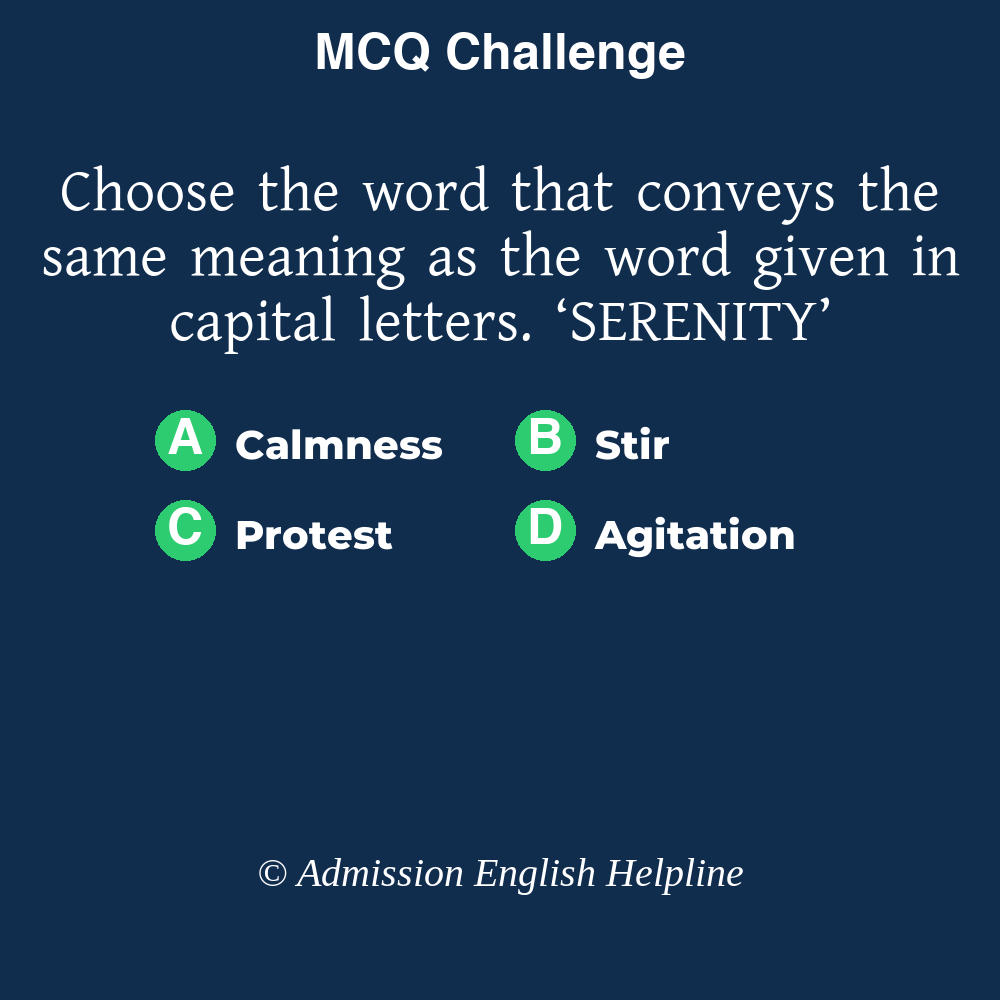 MCQ Challenge
Choose the word that conveys the
same meaning as the word given in
capital letters. ‘SERENITY’
A Calmness B Stir
C Protest D Agitation
© Admission English Helpline